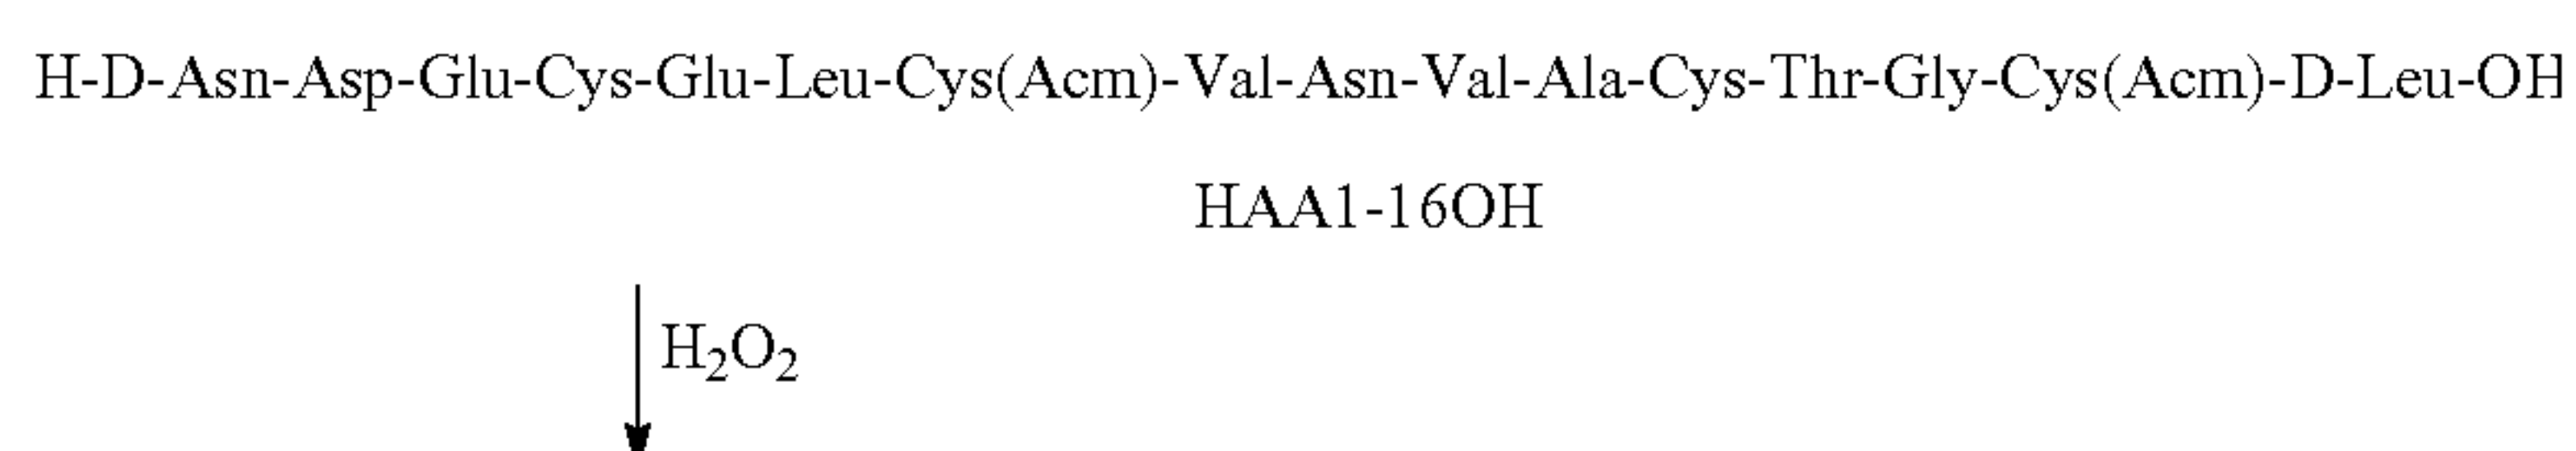 H-D-Asn-Asp-Glu-Cys-Glu-Leu-Cys(Acm)-Val-Asn-Val-Ala-Cys-Thr-Gly-Cys(Acm)-D-Leu-OH
HAA1-16OH
H₂O₂